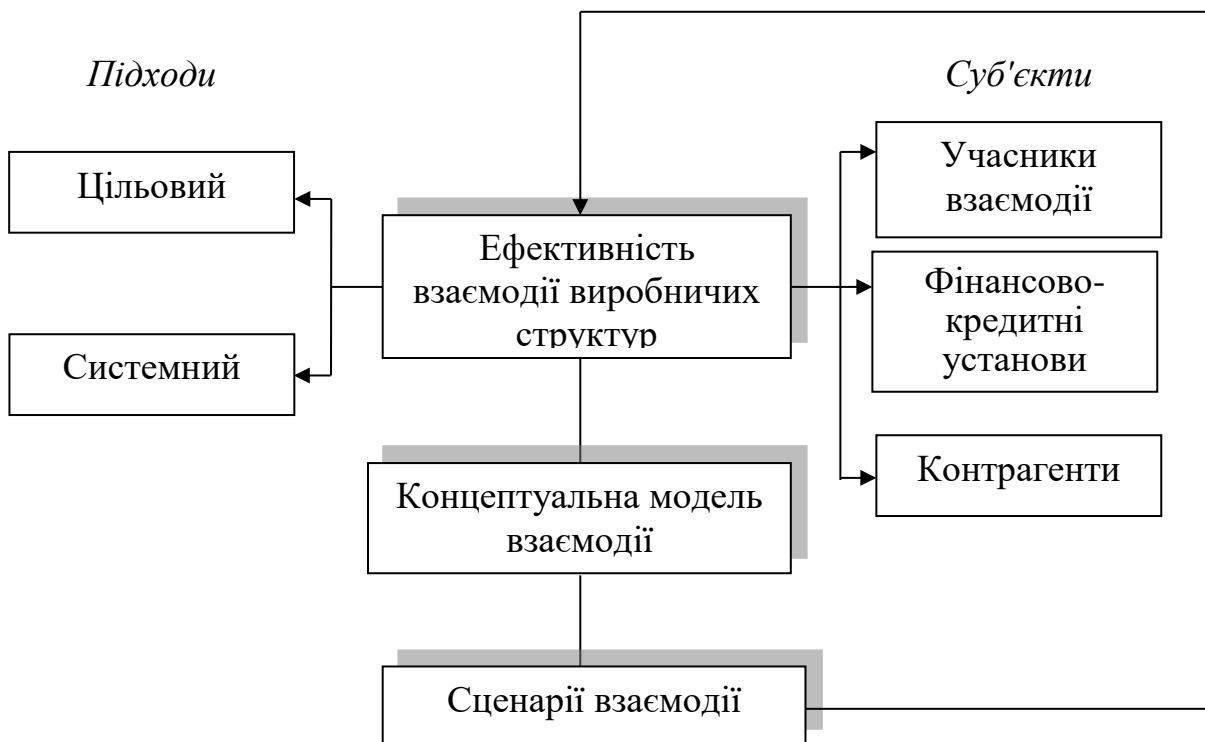 Підходи
Суб'єкти
Цільовий
Системний
Ефективність
взаємодії виробничих
структур
Учасники
взаємодії
Фінансово-
кредитні
установи
Контрагенти
Концептуальна модель
взаємодії
Сценарії взаємодії